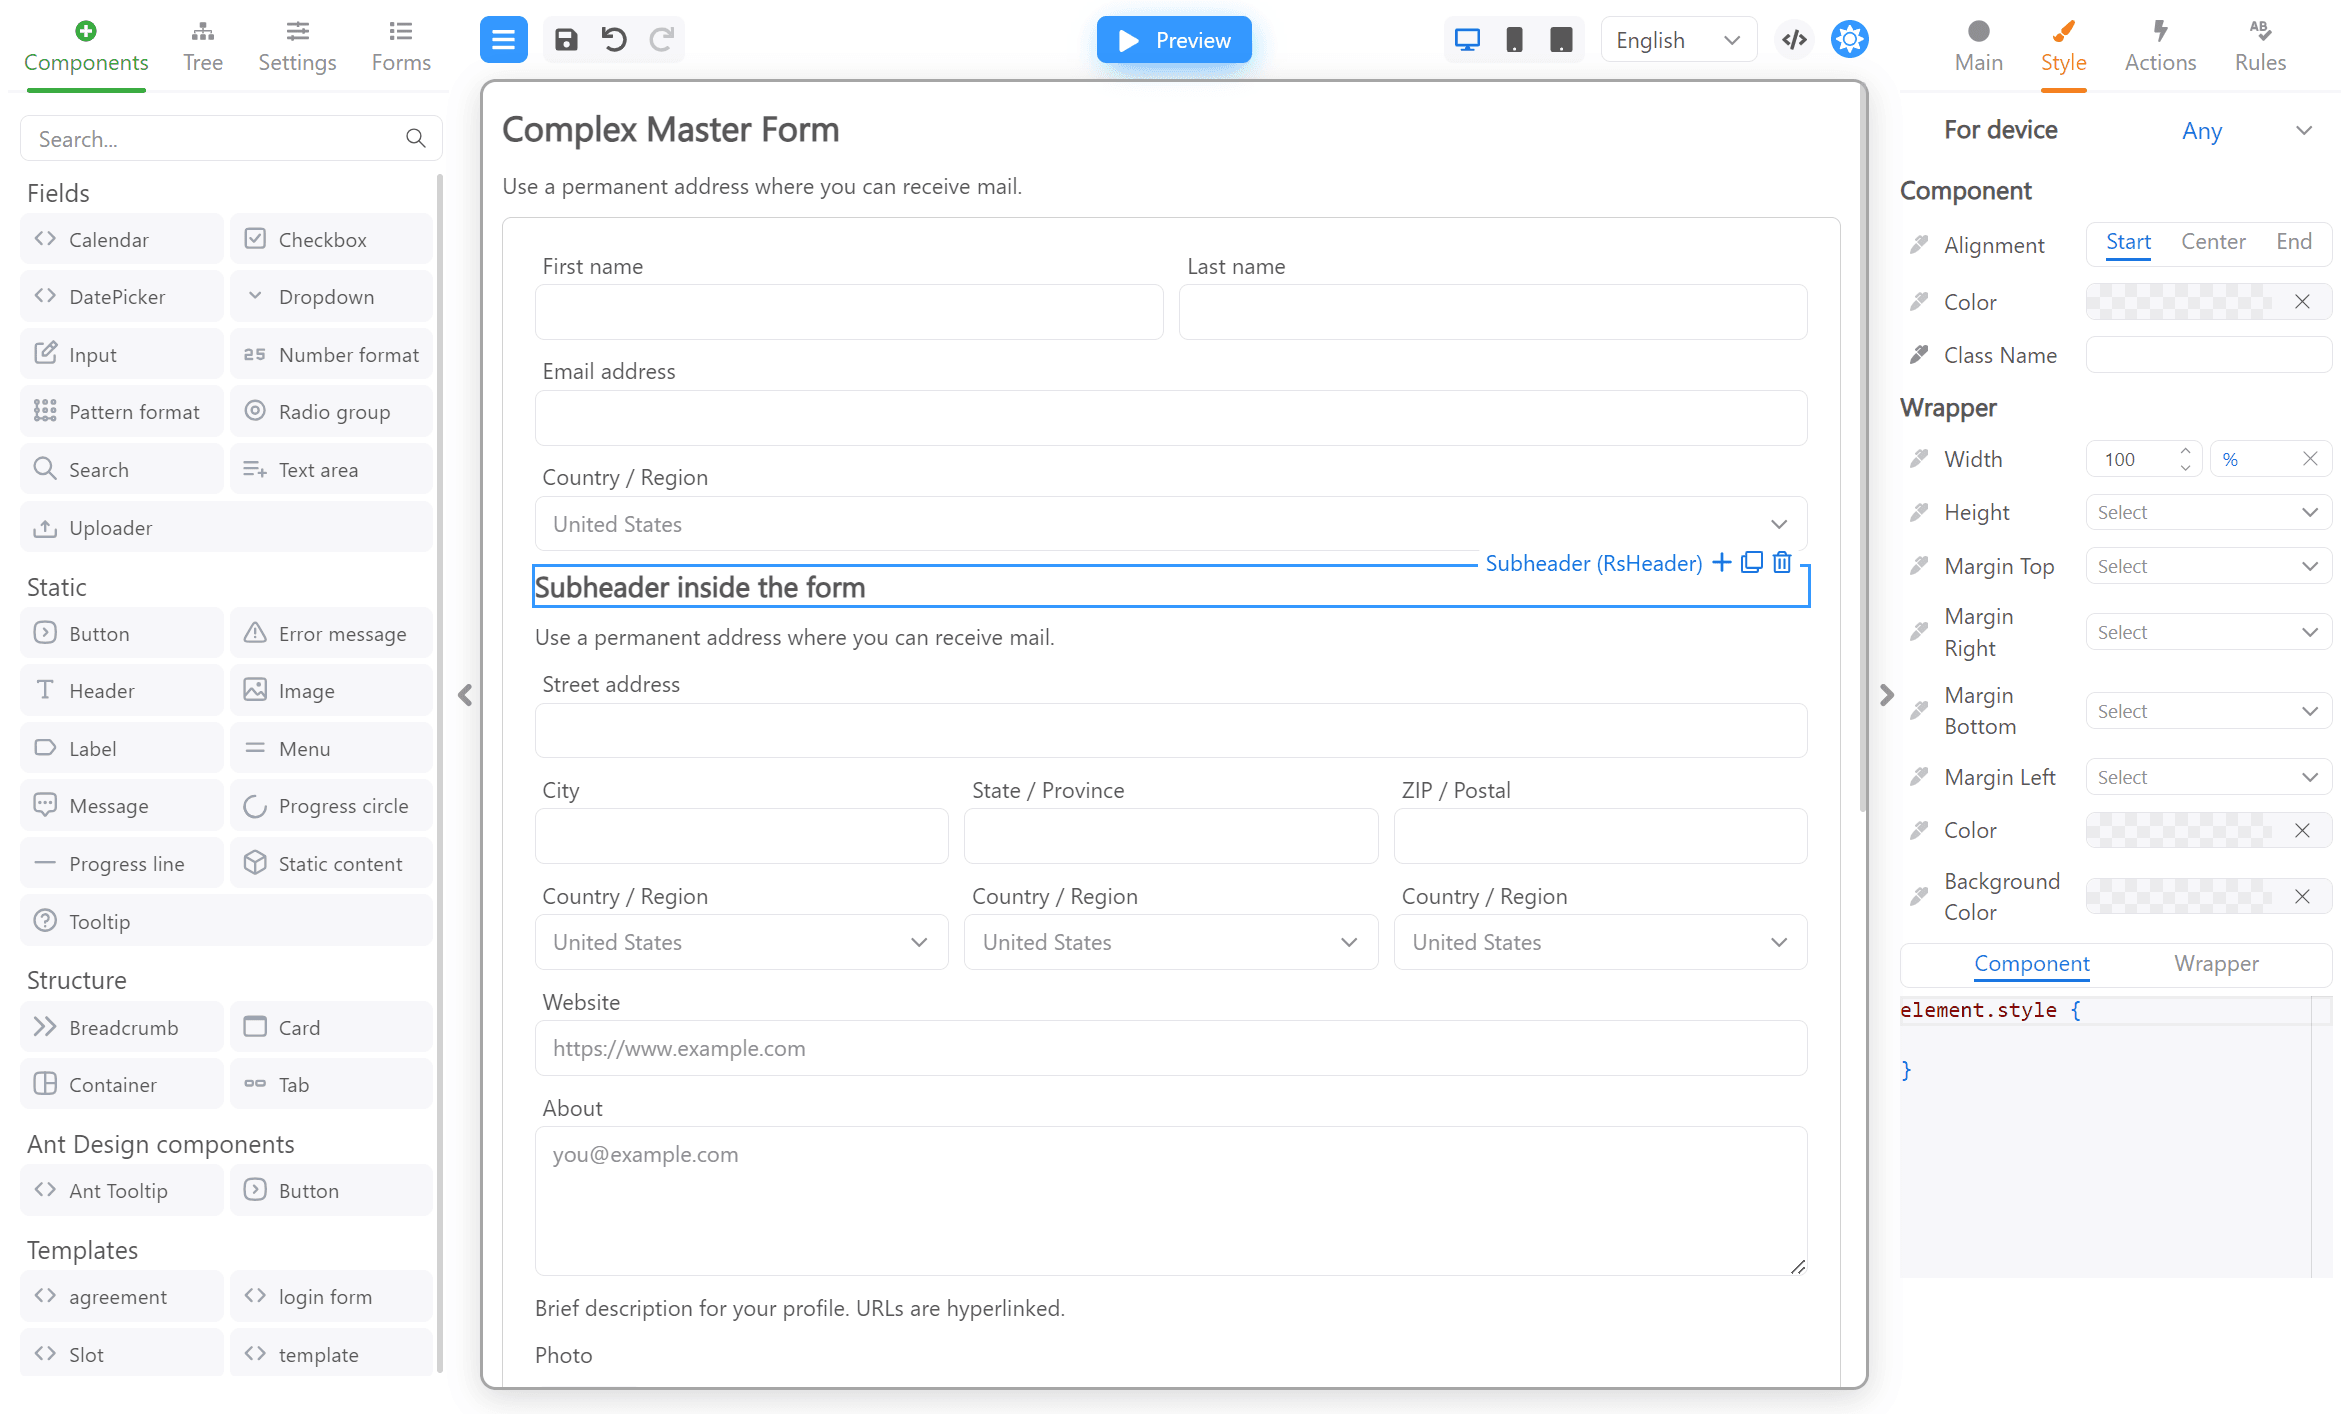 Components
Tree
Settings
Forms
Preview
English
Main
Style
Actions
Rules
Search...
Fields
Calendar
Checkbox
DatePicker
Dropdown
Input
25 Number format
Pattern format
Radio group
Search
Text area
Uploader
Static
Button
Error message
Header
Image
Label
Menu
Message
Progress circle
Progress line
Static content
Tooltip
Structure
Breadcrumb
Card
Container
Tab
Ant Design components
Ant Tooltip
Button
Templates
agreement
login form
Slot
template
Complex Master Form
Use a permanent address where you can receive mail.
First name
Last name
Email address
Country / Region
United States
Subheader (RsHeader)
Subheader inside the form
Use a permanent address where you can receive mail.
Street address
City
State / Province
ZIP / Postal
Country / Region
Country / Region
Country / Region
United States
United States
United States
Website
https://www.example.com
About
you@example.com
Brief description for your profile. URLs are hyperlinked.
Photo
For device
Any
Component
Alignment
Start
Center
End
Color
Class Name
Wrapper
Width
100
%
Height
Select
Margin Top
Select
Margin
Right
Select
Margin
Bottom
Select
Margin Left
Select
Color
Background
Color
Component
Wrapper
element.style {
}